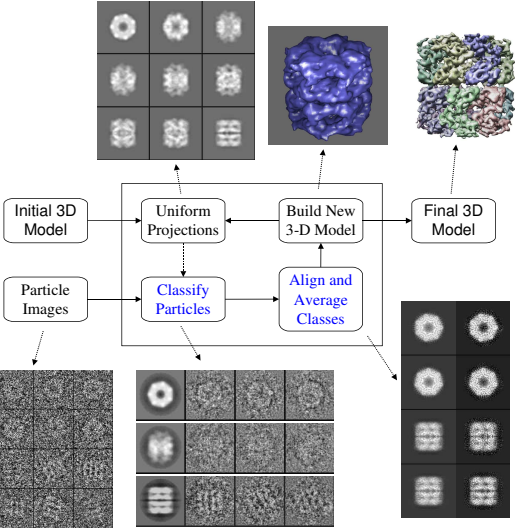 Initial 3D
Model
Uniform
Projections
Build New
3-D Model
Final 3D
Model
Particle
Images
Classify
Particles
Align and
Average
Classes